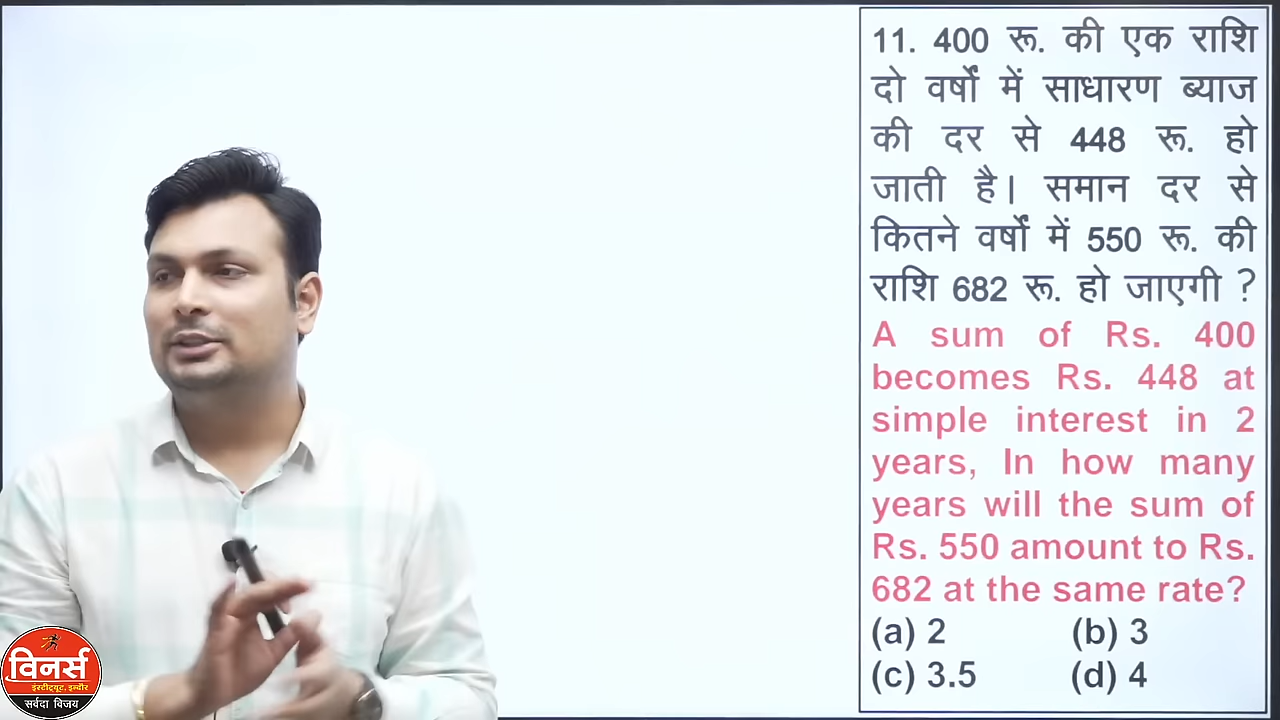 11. 400 रू. की एक राशि
दो वर्षों में साधारण ब्याज
की दर से 448 रू. हो
जाती है। समान दर से
कितने वर्षों में 550 रू. की
राशि 682 रू. हो जाएगी ?
A sum of Rs. 400
becomes Rs. 448 at
simple interest in 2
years, In how many
years will the sum of
Rs. 550 amount to Rs.
682 at the same rate?
(a) 2 (b) 3
(c) 3.5 (d) 4
विनर्स
इंस्टीट्यूट, इन्दौर
सर्वदा विजय